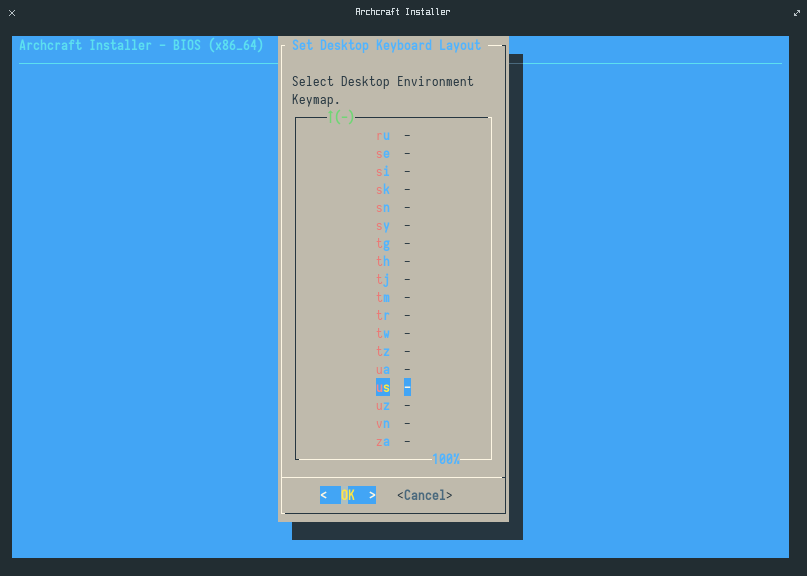 Archcraft Installer
Archcraft Installer - BIOS (x86_64)
Set Desktop Keyboard Layout
Select Desktop Environment
Keymap.
↑(-)
ru -
se -
si -
sk -
sn -
sy -
tg -
th -
tj -
tm -
tr -
tw -
tz -
ua -
us -
uz -
vn -
za -
100%
< OK > <Cancel>